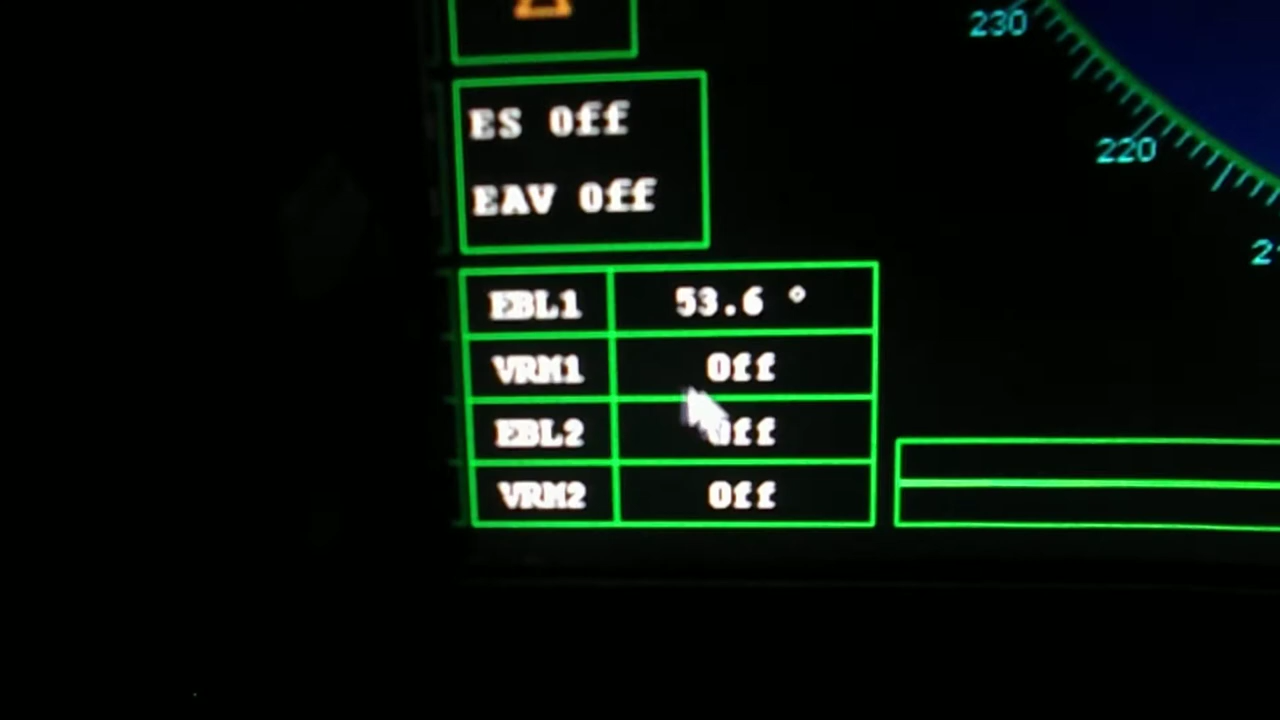 230
220
ES Off
EAV Off
EBL1 53.6 °
VRM1 Off
EBL2 Off
VRM2 Off